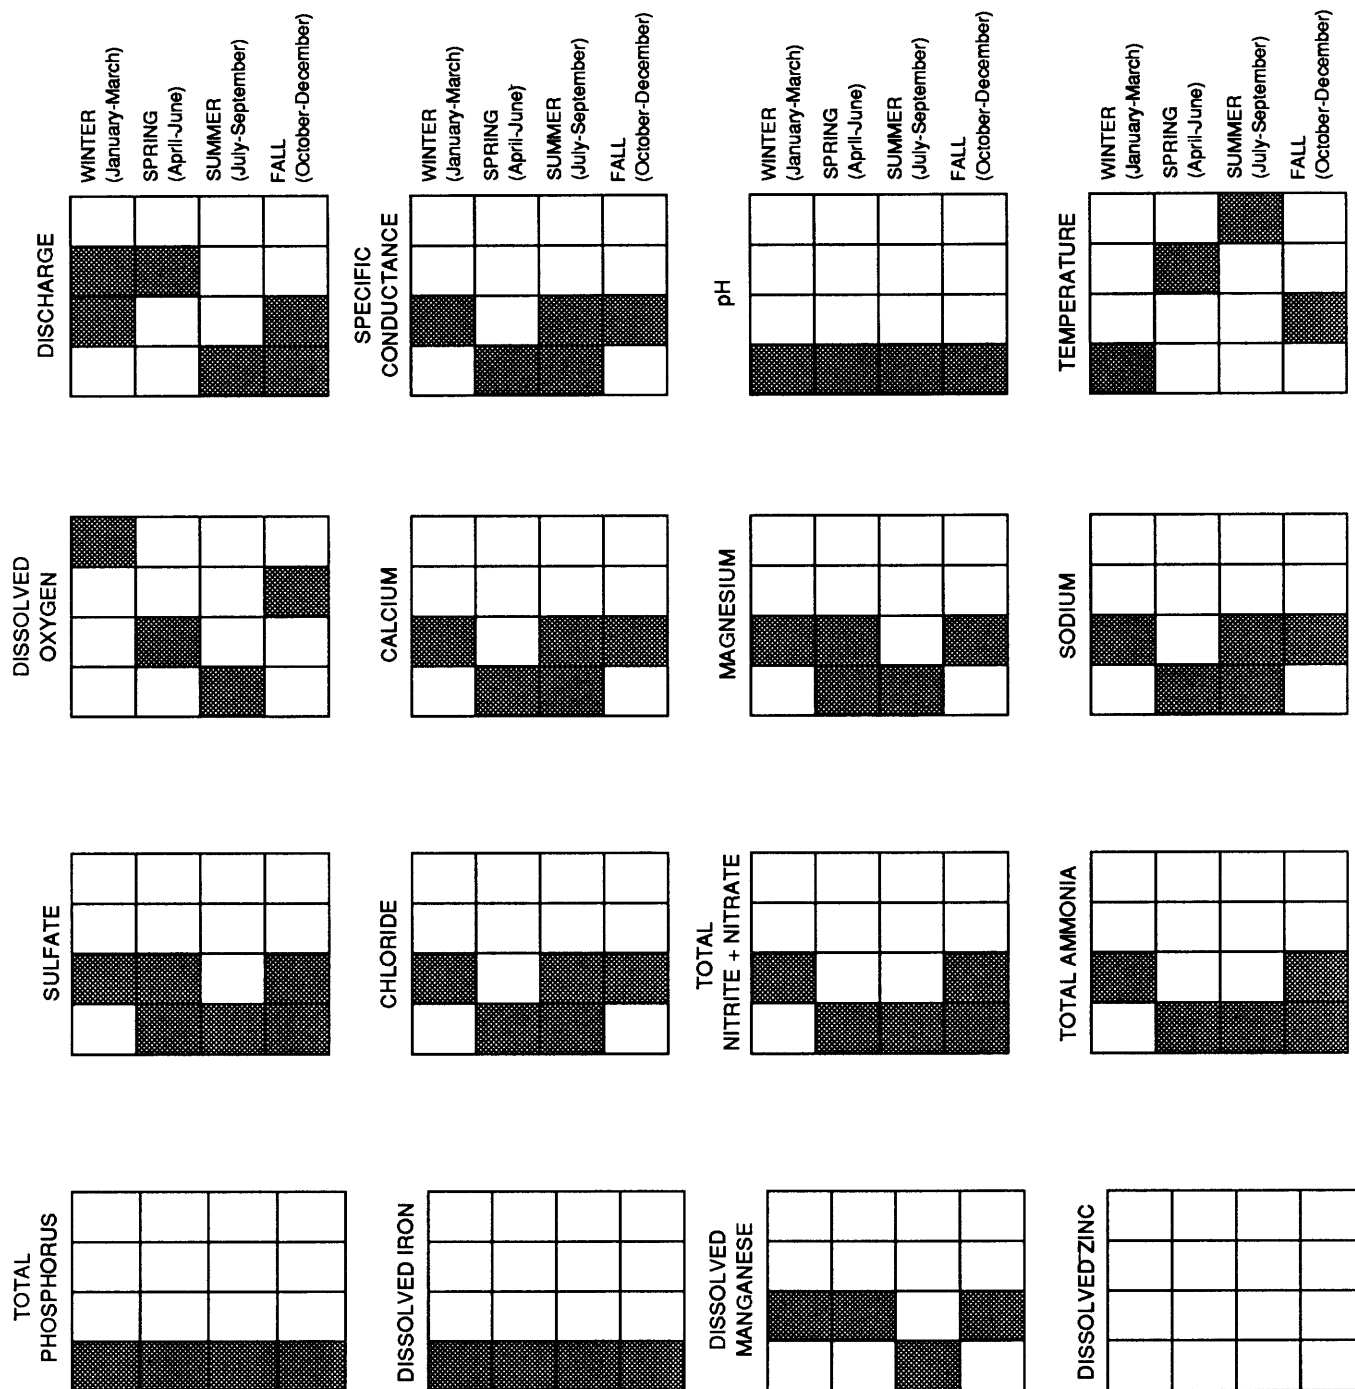 WINTER
(January-March)
SPRING
(April-June)
SUMMER
(July-September)
FALL
(October-December)
WINTER
(January-March)
SPRING
(April-June)
SUMMER
(July-September)
FALL
(October-December)
WINTER
(January-March)
SPRING
(April-June)
SUMMER
(July-September)
FALL
(October-December)
WINTER
(January-March)
SPRING
(April-June)
SUMMER
(July-September)
FALL
(October-December)
DISCHARGE
SPECIFIC
CONDUCTANCE
pH
TEMPERATURE
DISSOLVED
OXYGEN
CALCIUM
MAGNESIUM
SODIUM
SULFATE
CHLORIDE
TOTAL
NITRITE + NITRATE
TOTAL AMMONIA
TOTAL
PHOSPHORUS
DISSOLVED IRON
DISSOLVED
MANGANESE
DISSOLVED ZINC